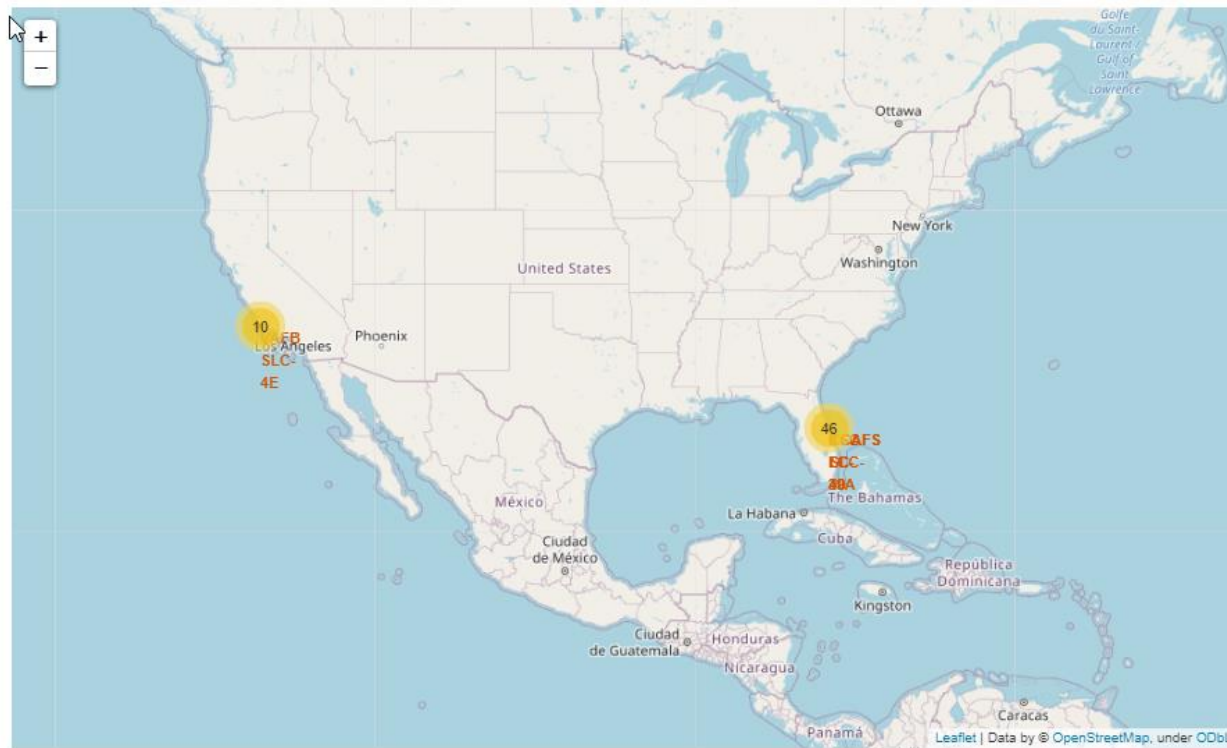 +
−
Golfe
du Saint-
Laurent /
Gulf of
Saint
Lawrence
Ottawa
New York
Washington
United States
10
Phoenix
Los Angeles
SLC-
4E
46
The Bahamas
México
La Habana
Ciudad
de México
Cuba
República
Dominicana
Kingston
Ciudad
de Guatemala
Honduras
Nicaragua
Caracas
Panamá
Leaflet | Data by © OpenStreetMap, under ODbL